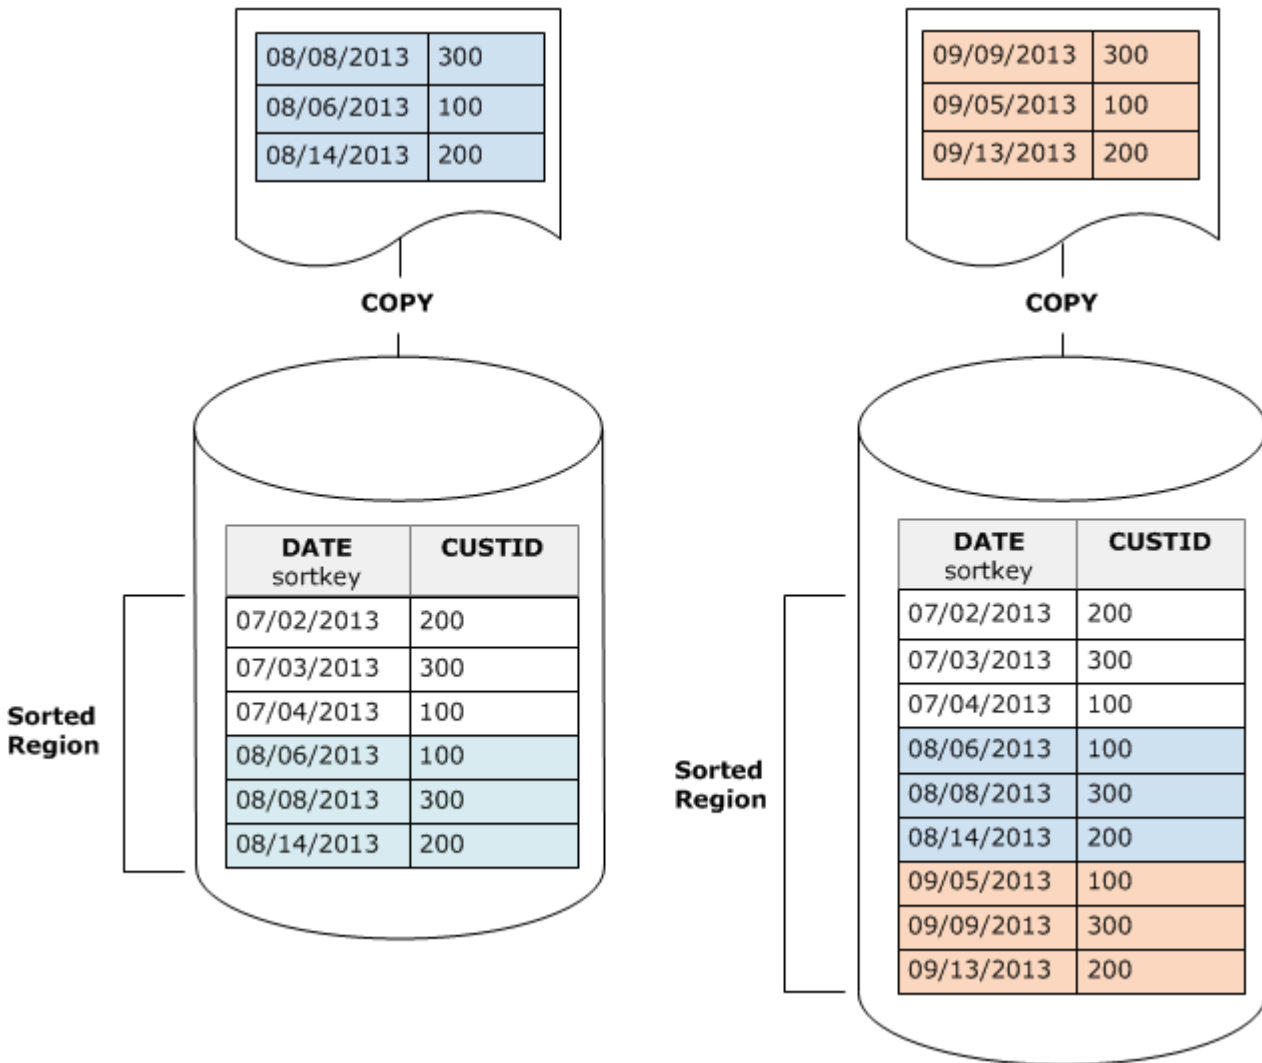 08/08/2013 300
08/06/2013 100
08/14/2013 200
COPY
DATE CUSTID
sortkey
07/02/2013 200
07/03/2013 300
07/04/2013 100
08/06/2013 100
08/08/2013 300
08/14/2013 200
Sorted
Region
09/09/2013 300
09/05/2013 100
09/13/2013 200
COPY
DATE CUSTID
sortkey
07/02/2013 200
07/03/2013 300
07/04/2013 100
08/06/2013 100
08/08/2013 300
08/14/2013 200
09/05/2013 100
09/09/2013 300
09/13/2013 200
Sorted
Region